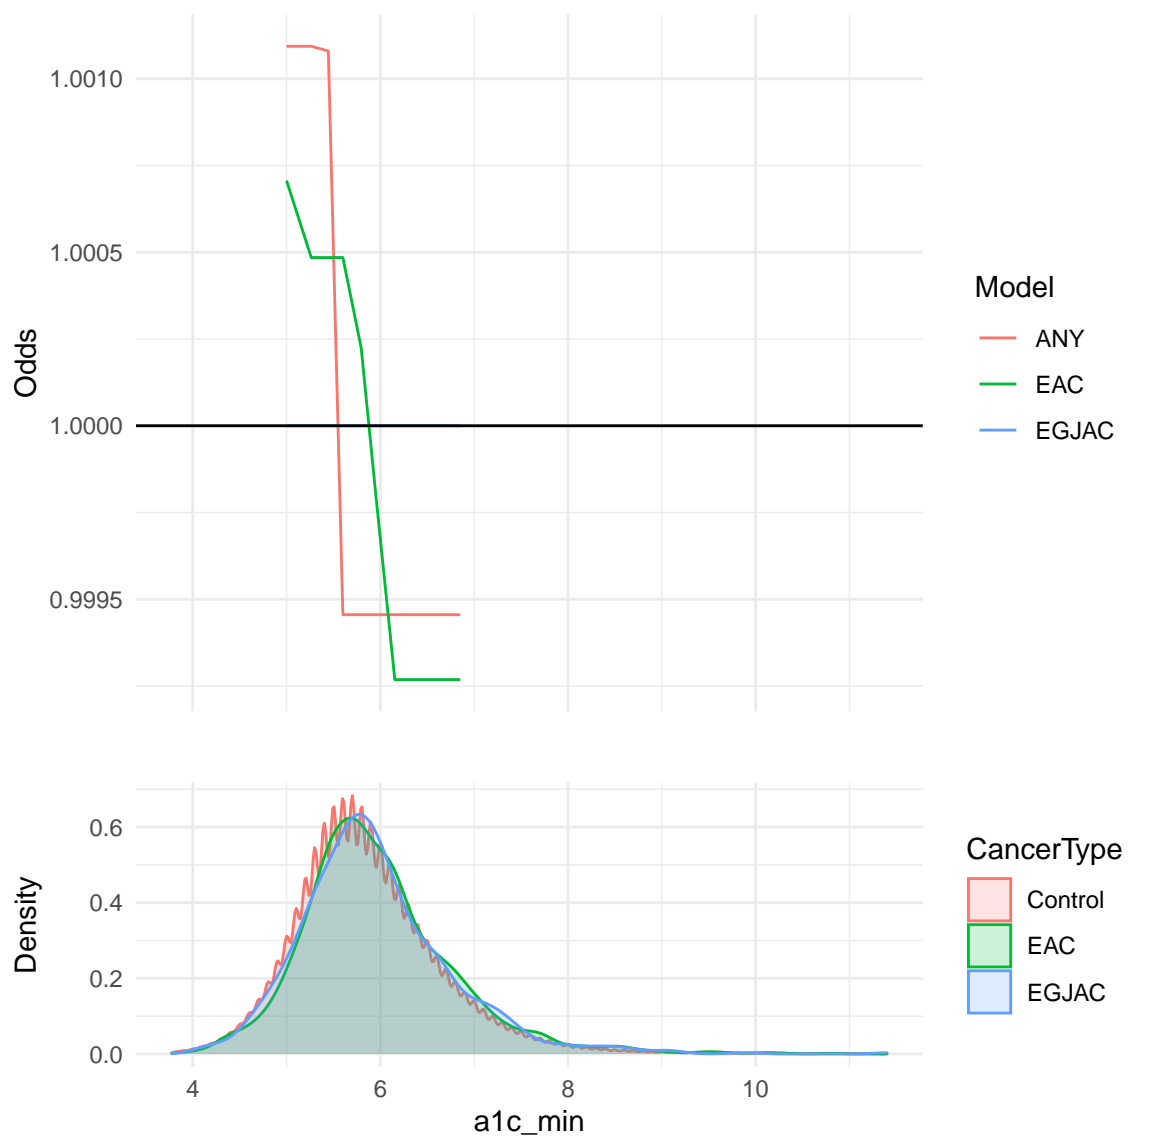 1.0010
1.0005
1.0000
0.9995
Odds
Model
ANY
EAC
EGJAC
0.6
0.4
0.2
0.0
Density
4 6 8 10
a1c_min
CancerType
Control
EAC
EGJAC